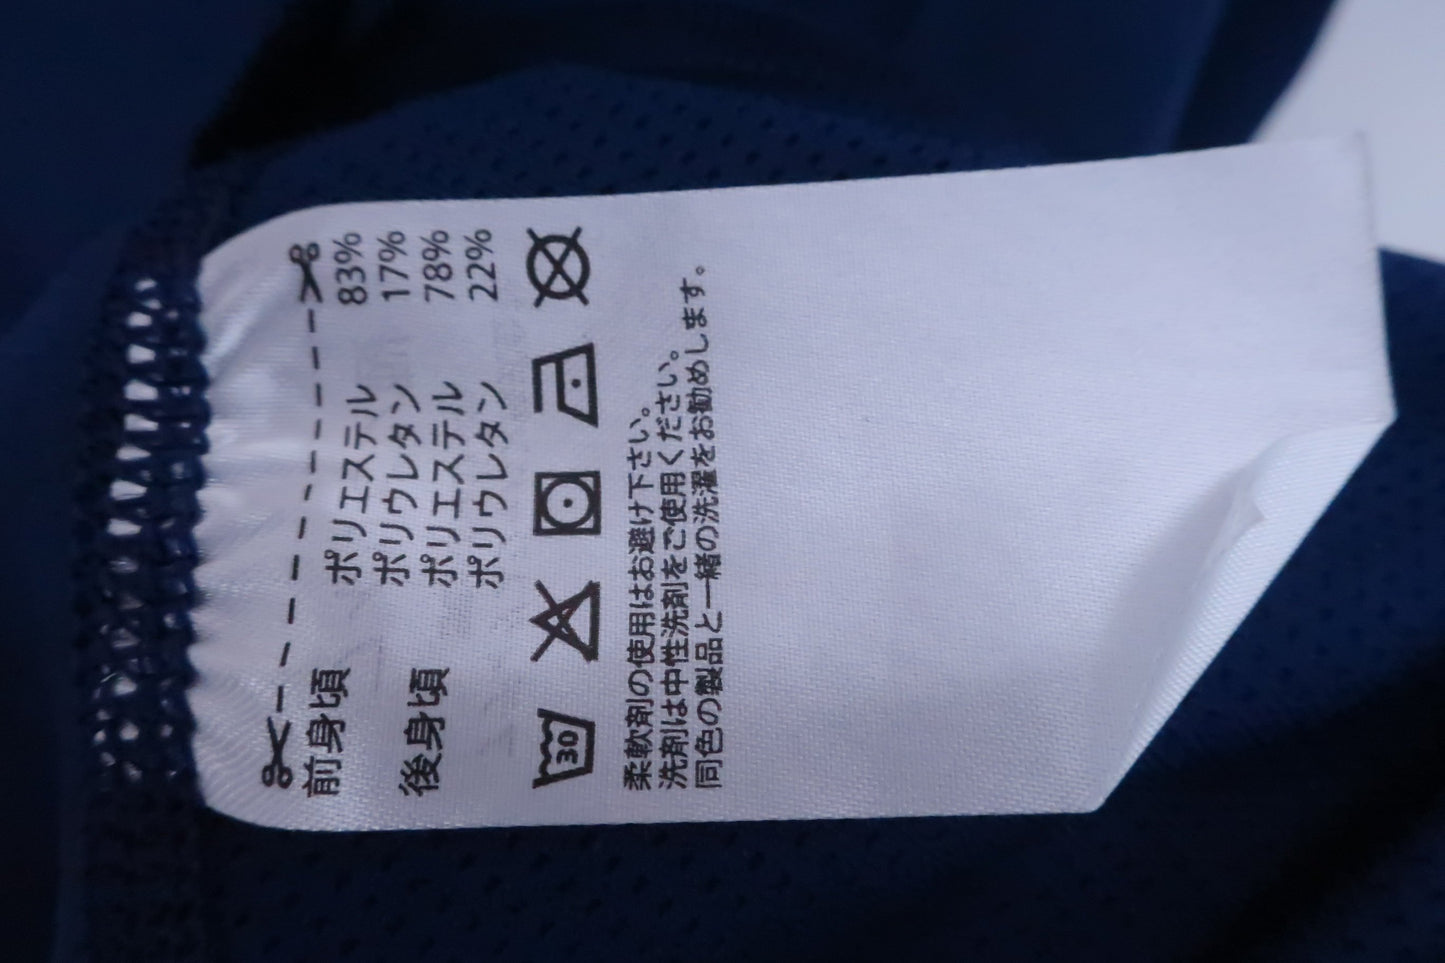 前身頃 ポリエステル 83%
ポリウレタン 17%
後身頃 ポリエステル 78%
ポリウレタン 22%
30
柔軟剤の使用はお避け下さい。
洗剤は中性洗剤をご使用ください。
同色の製品と一緒の洗濯をお勧めします。